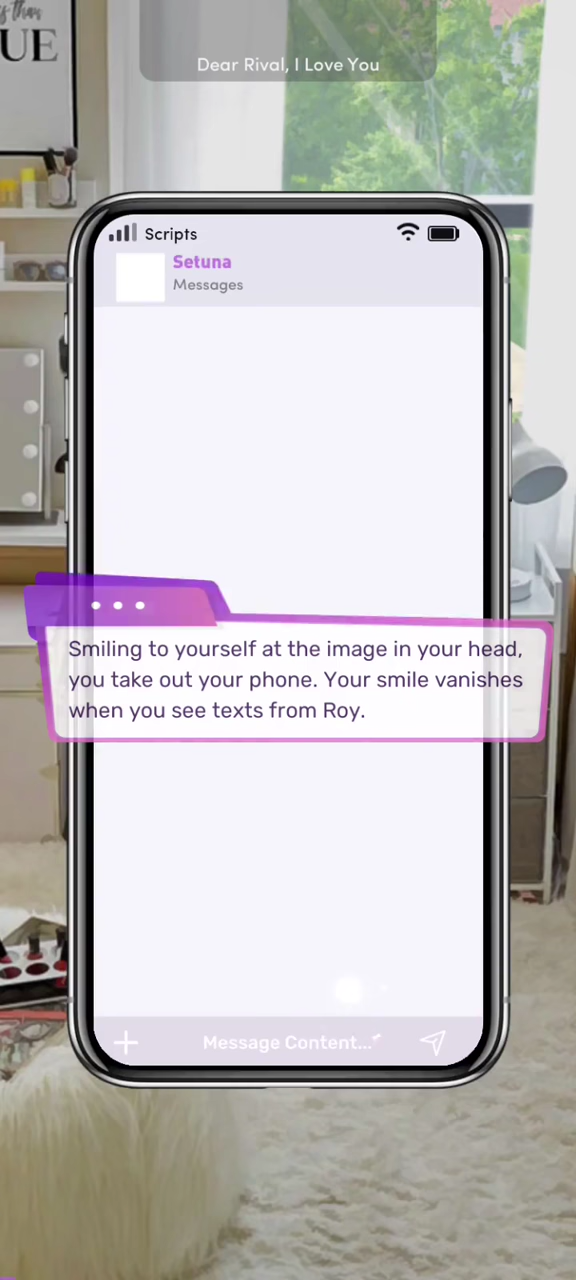 UE
Dear Rival, I Love You
Scripts
Setuna
Messages
Smiling to yourself at the image in your head,
you take out your phone. Your smile vanishes
when you see texts from Roy.
Message Content...